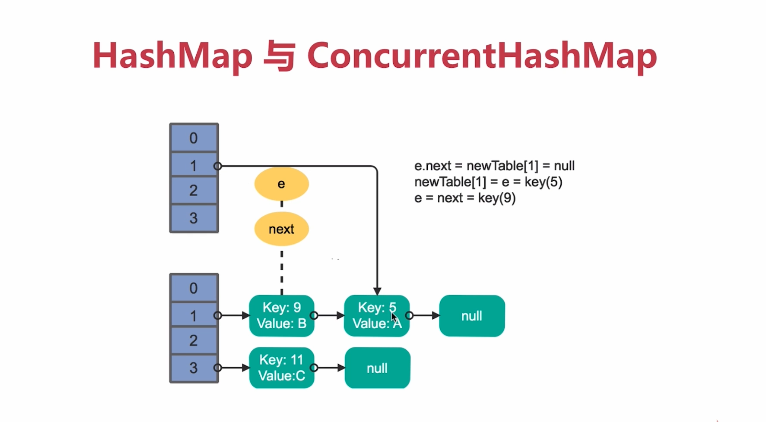 HashMap 与 ConcurrentHashMap
0
1
2
3
e
next
e.next = newTable[1] = null
newTable[1] = e = key(5)
e = next = key(9)
0
1
2
3
Key: 9
Value: B
Key: 5
Value: A
null
Key: 11
Value:C
null